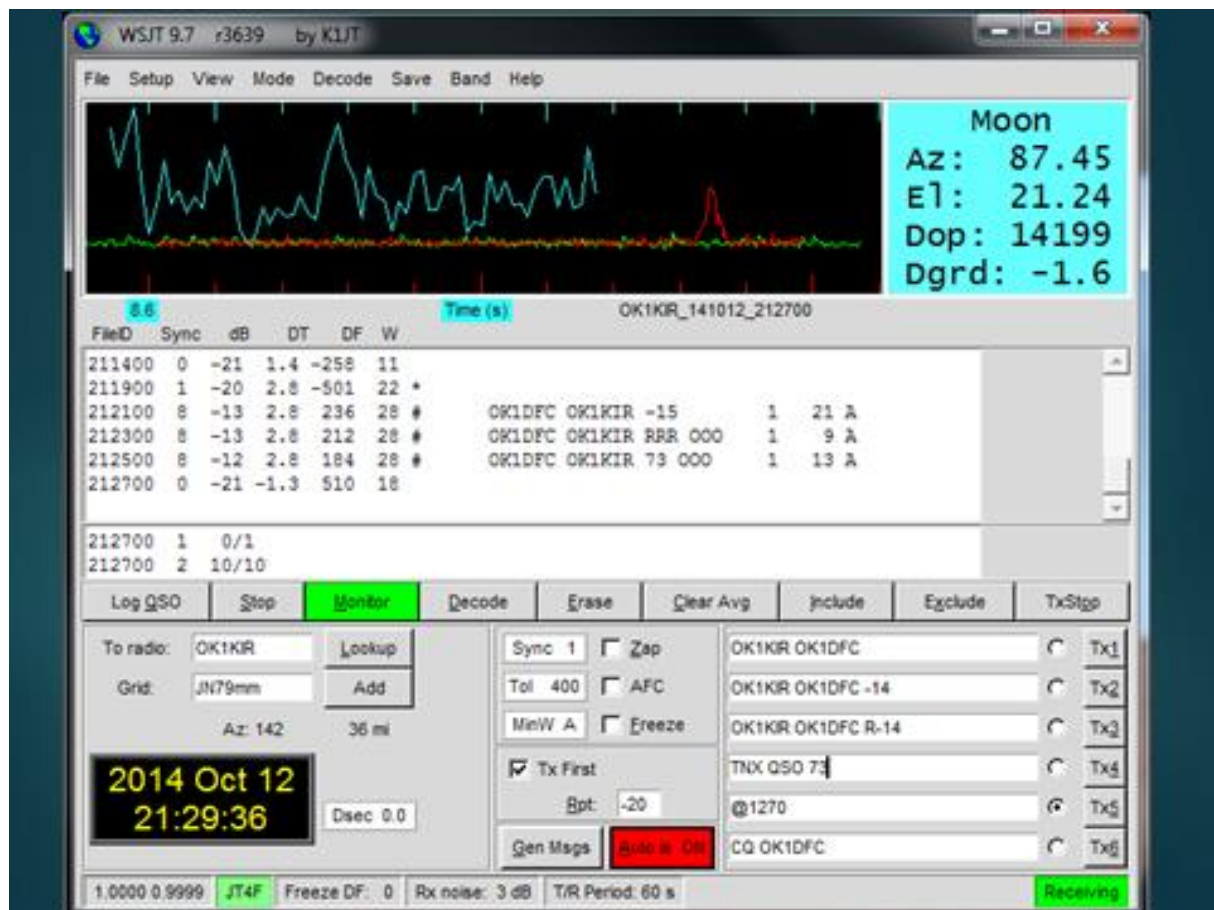 WSJT 9.7 r3639 by K1JT
File Setup View Mode Decode Save Band Help
Moon
Az: 87.45
El: 21.24
Dop: 14199
Dgrd: -1.6
8.6 Time (s) OK1KIR_141012_212700
FileID Sync dB DT DF W
211400 0 -21 1.4 -258 11
211900 1 -20 2.8 -501 22 *
212100 8 -13 2.8 236 28 # OK1DFC OK1KIR -15 1 21 A
212300 8 -13 2.8 212 28 # OK1DFC OK1KIR RRR OOO 1 9 A
212500 8 -12 2.8 184 28 # OK1DFC OK1KIR 73 OOO 1 13 A
212700 0 -21 -1.3 510 18
212700 1 0/1
212700 2 10/10
Log QSO Stop Monitor Decode Erase Clear Avg Include Exclude TxStop
To radio: OK1KIR Lookup Sync 1 Zap OK1KIR OK1DFC Tx1
Grid: JN79mm Add Tol 400 AFC OK1KIR OK1DFC -14 Tx2
Az: 142 36 mi MinW A Freeze OK1KIR OK1DFC R-14 Tx3
2014 Oct 12 Tx First TNX QSO 73 Tx4
21:29:36 Dsec 0.0 Rpt: -20 @1270 Tx5
Gen Msgs Auto is ON CQ OK1DFC Tx6
1.0000 0.9999 JT4F Freeze DF: 0 Rx noise: 3 dB T/R Period: 60 s Receiving